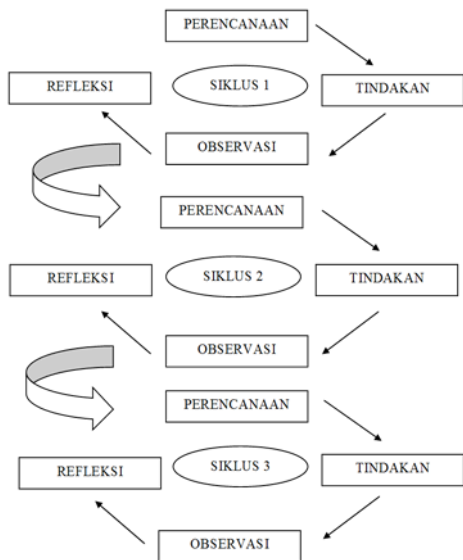 PERENCANAAN
REFLEKSI
SIKLUS 1
TINDAKAN
OBSERVASI
PERENCANAAN
REFLEKSI
SIKLUS 2
TINDAKAN
OBSERVASI
PERENCANAAN
REFLEKSI
SIKLUS 3
TINDAKAN
OBSERVASI